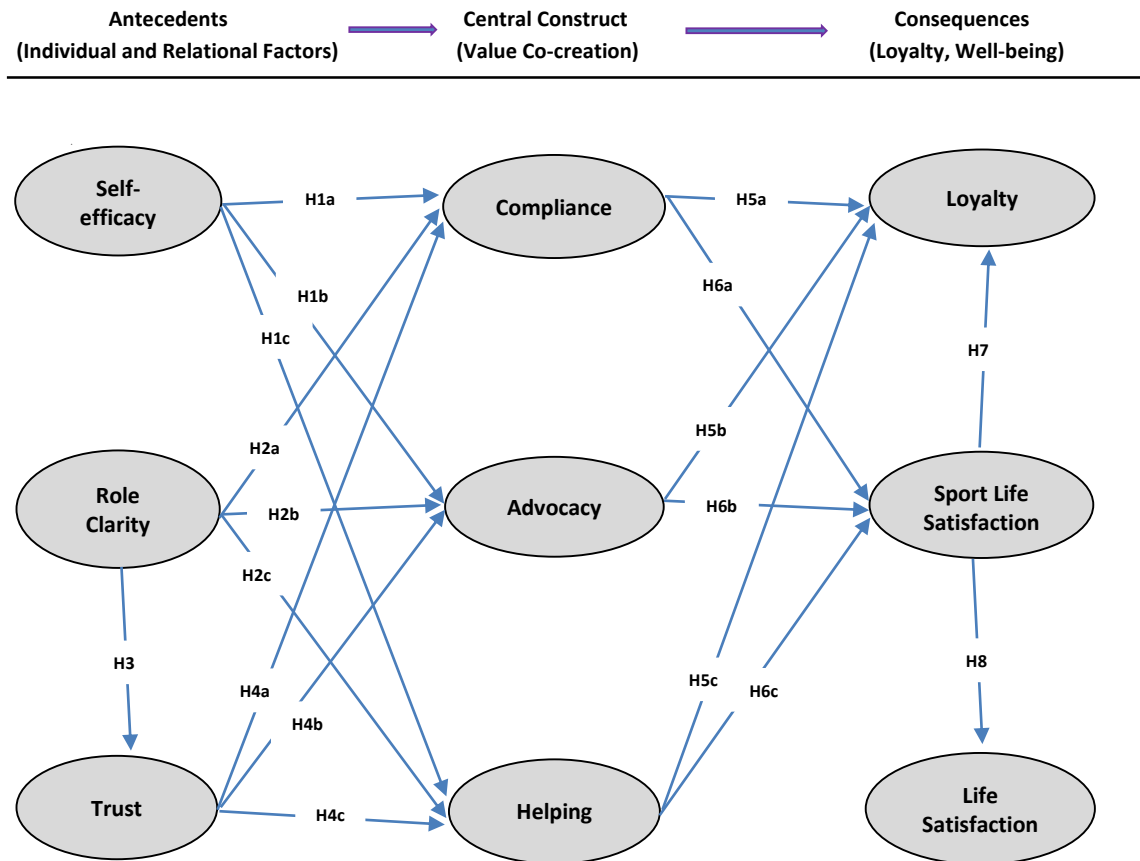 Antecedents
(Individual and Relational Factors)
Central Construct
(Value Co-creation)
Consequences
(Loyalty, Well-being)
Self-
efficacy
H1a
Compliance
H5a
Loyalty
H1b
H6a
H1c
H7
H2a
H5b
Role
Clarity
H2b
Advocacy
H6b
Sport Life
Satisfaction
H2c
H3
H4a
H5c
H6c
H8
H4b
Trust
H4c
Helping
Life
Satisfaction